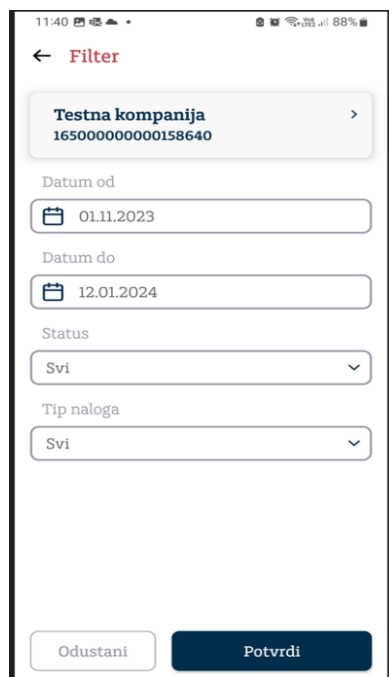 11:40 88%
Filter
Testna kompanija
165000000000158640
Datum od
01.11.2023
Datum do
12.01.2024
Status
Svi
Tip naloga
Svi
Odustani Potvrdi